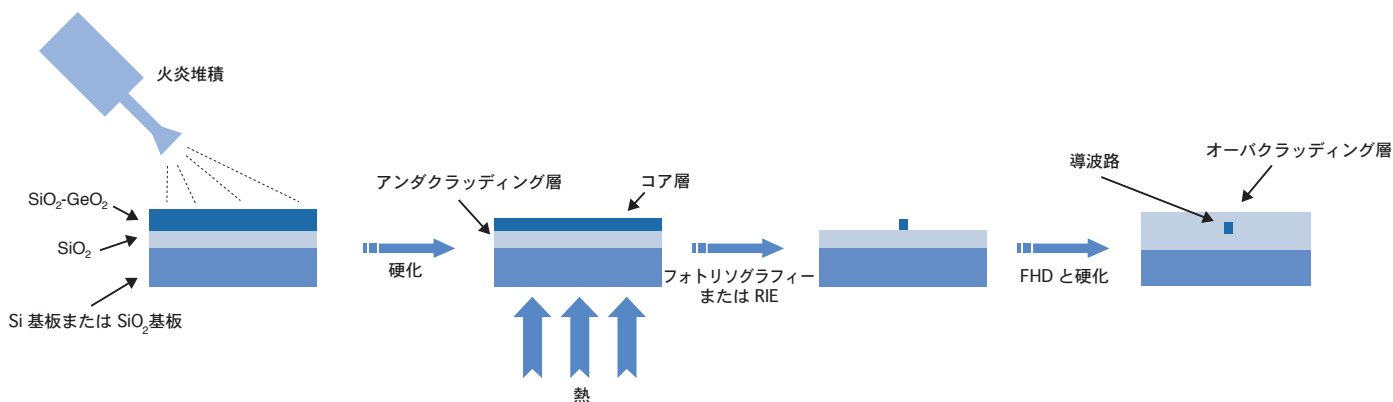 火炎堆積
SiO₂-GeO₂
SiO₂
Si 基板または SiO₂基板
硬化
アンダクラッディング層
コア層
熱
フォトリソグラフィー
または RIE
FHD と硬化
導波路
オーバクラッディング層